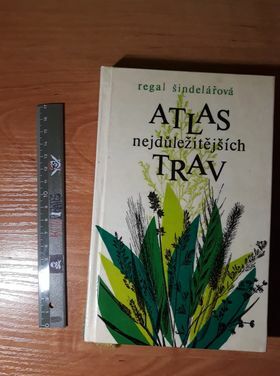 regal šindelářová
ATLAS
nejdůležitějších
TRAV